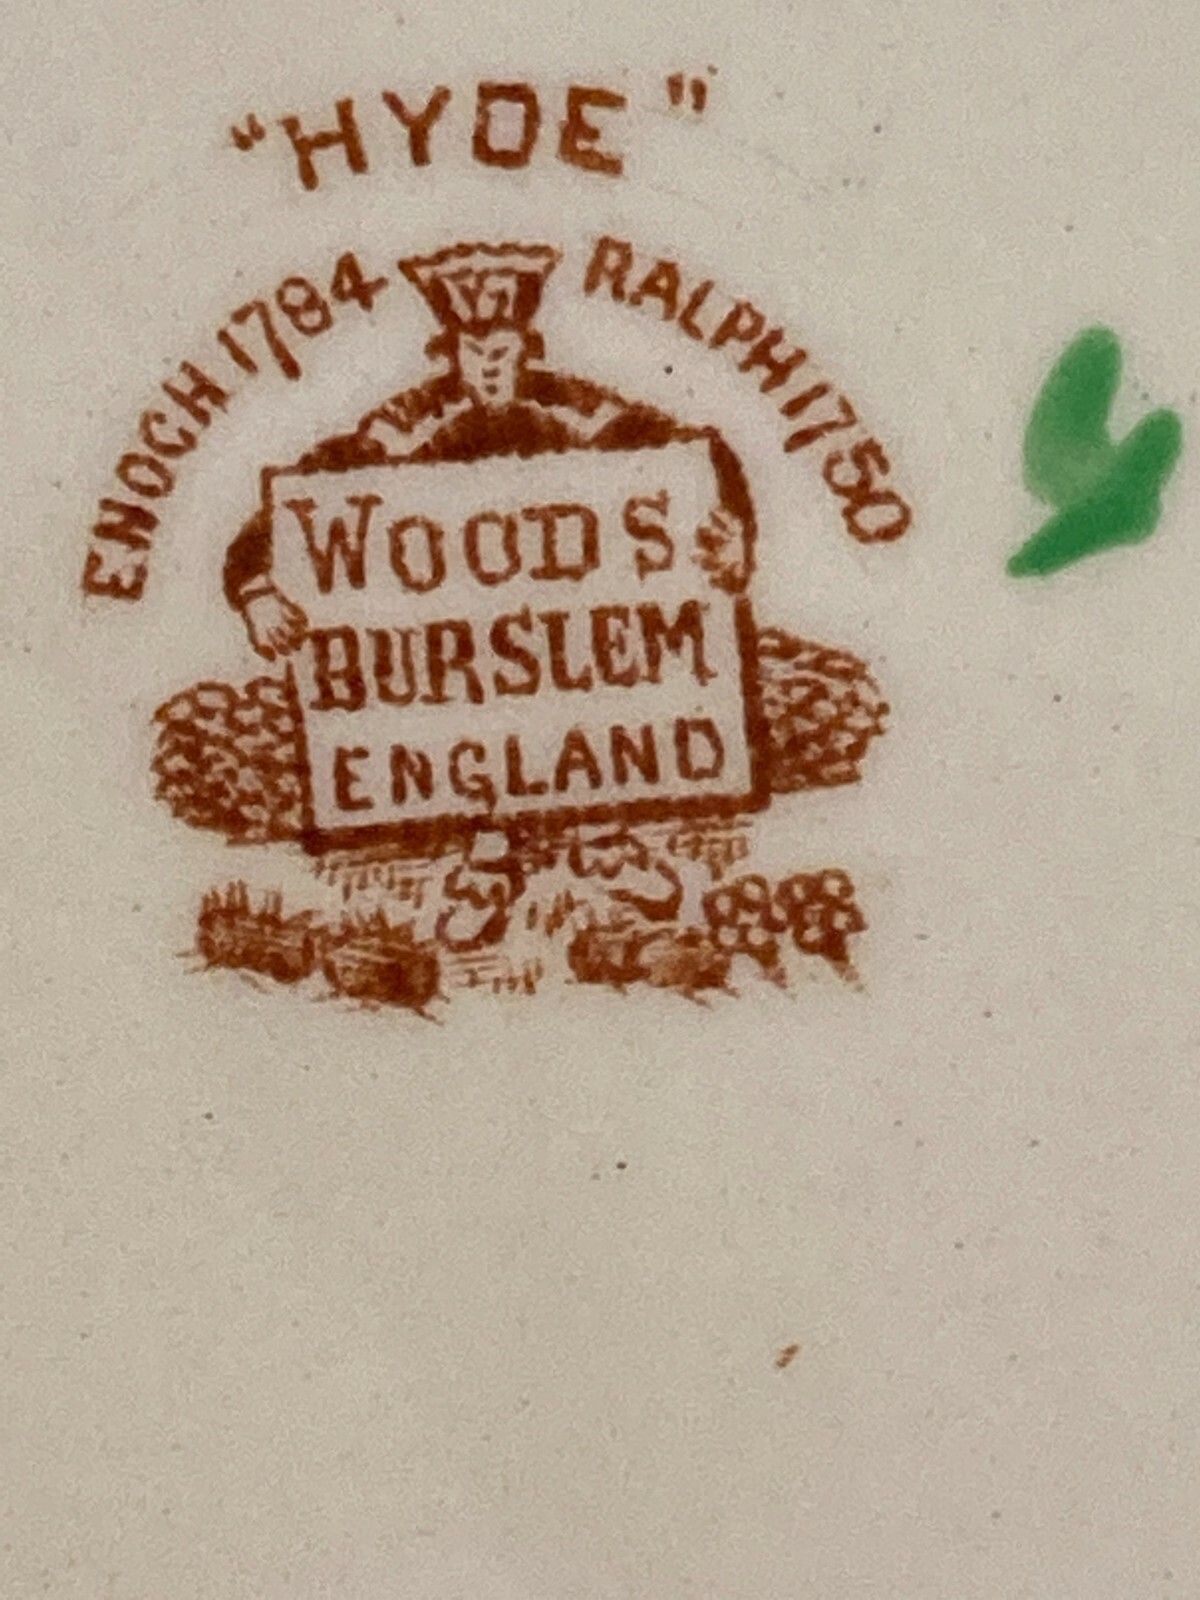 "HYDE"
ENOCH 1784 RALPH 1750
WOODS
BURSLEM
ENGLAND